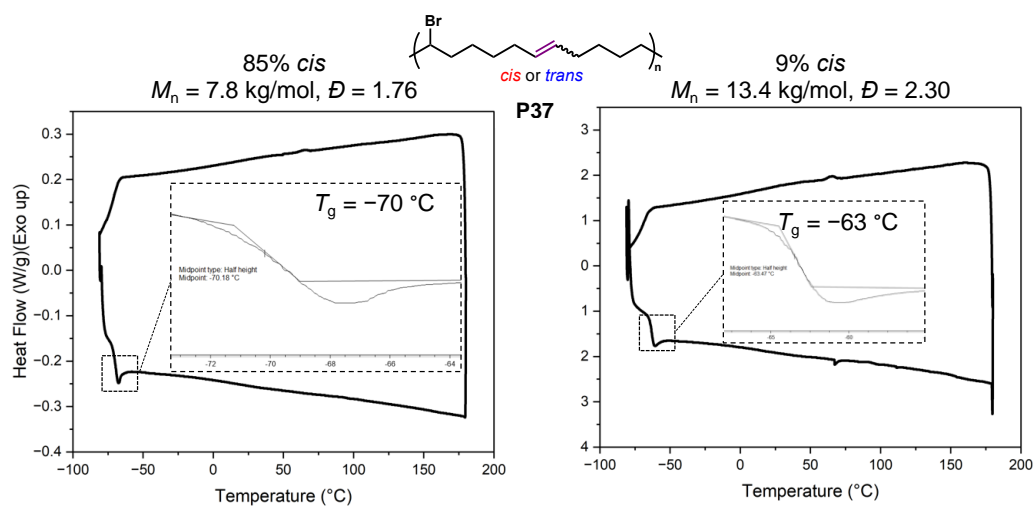 Br
n
cis or trans
85% cis
Mn = 7.8 kg/mol, Đ = 1.76
P37
9% cis
Mn = 13.4 kg/mol, Đ = 2.30
Heat Flow (W/g)(Exo up)
0.3
0.2
0.1
0.0
−0.1
−0.2
−0.3
−0.4
Tg = −70 °C
Midpoint type: Half height
Midpoint: -70.18 °C
-72 -70 -68 -66 -64
−100 −50 0 50 100 150 200
Temperature (°C)
3
2
1
0
1
2
3
4
Tg = −63 °C
Midpoint type: Half height
Midpoint: -63.47 °C
-65 -60
−100 −50 0 50 100 150 200
Temperature (°C)